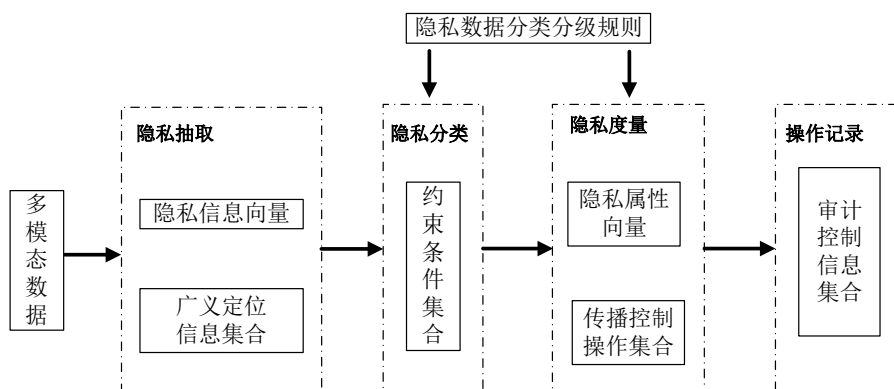 隐私数据分类分级规则
隐私抽取
隐私分类
隐私度量
操作记录
多
模
态
数
据
隐私信息向量
广义定位
信息集合
约
束
条
件
集
合
隐私属性
向量
传播控制
操作集合
审计
控制
信息
集合